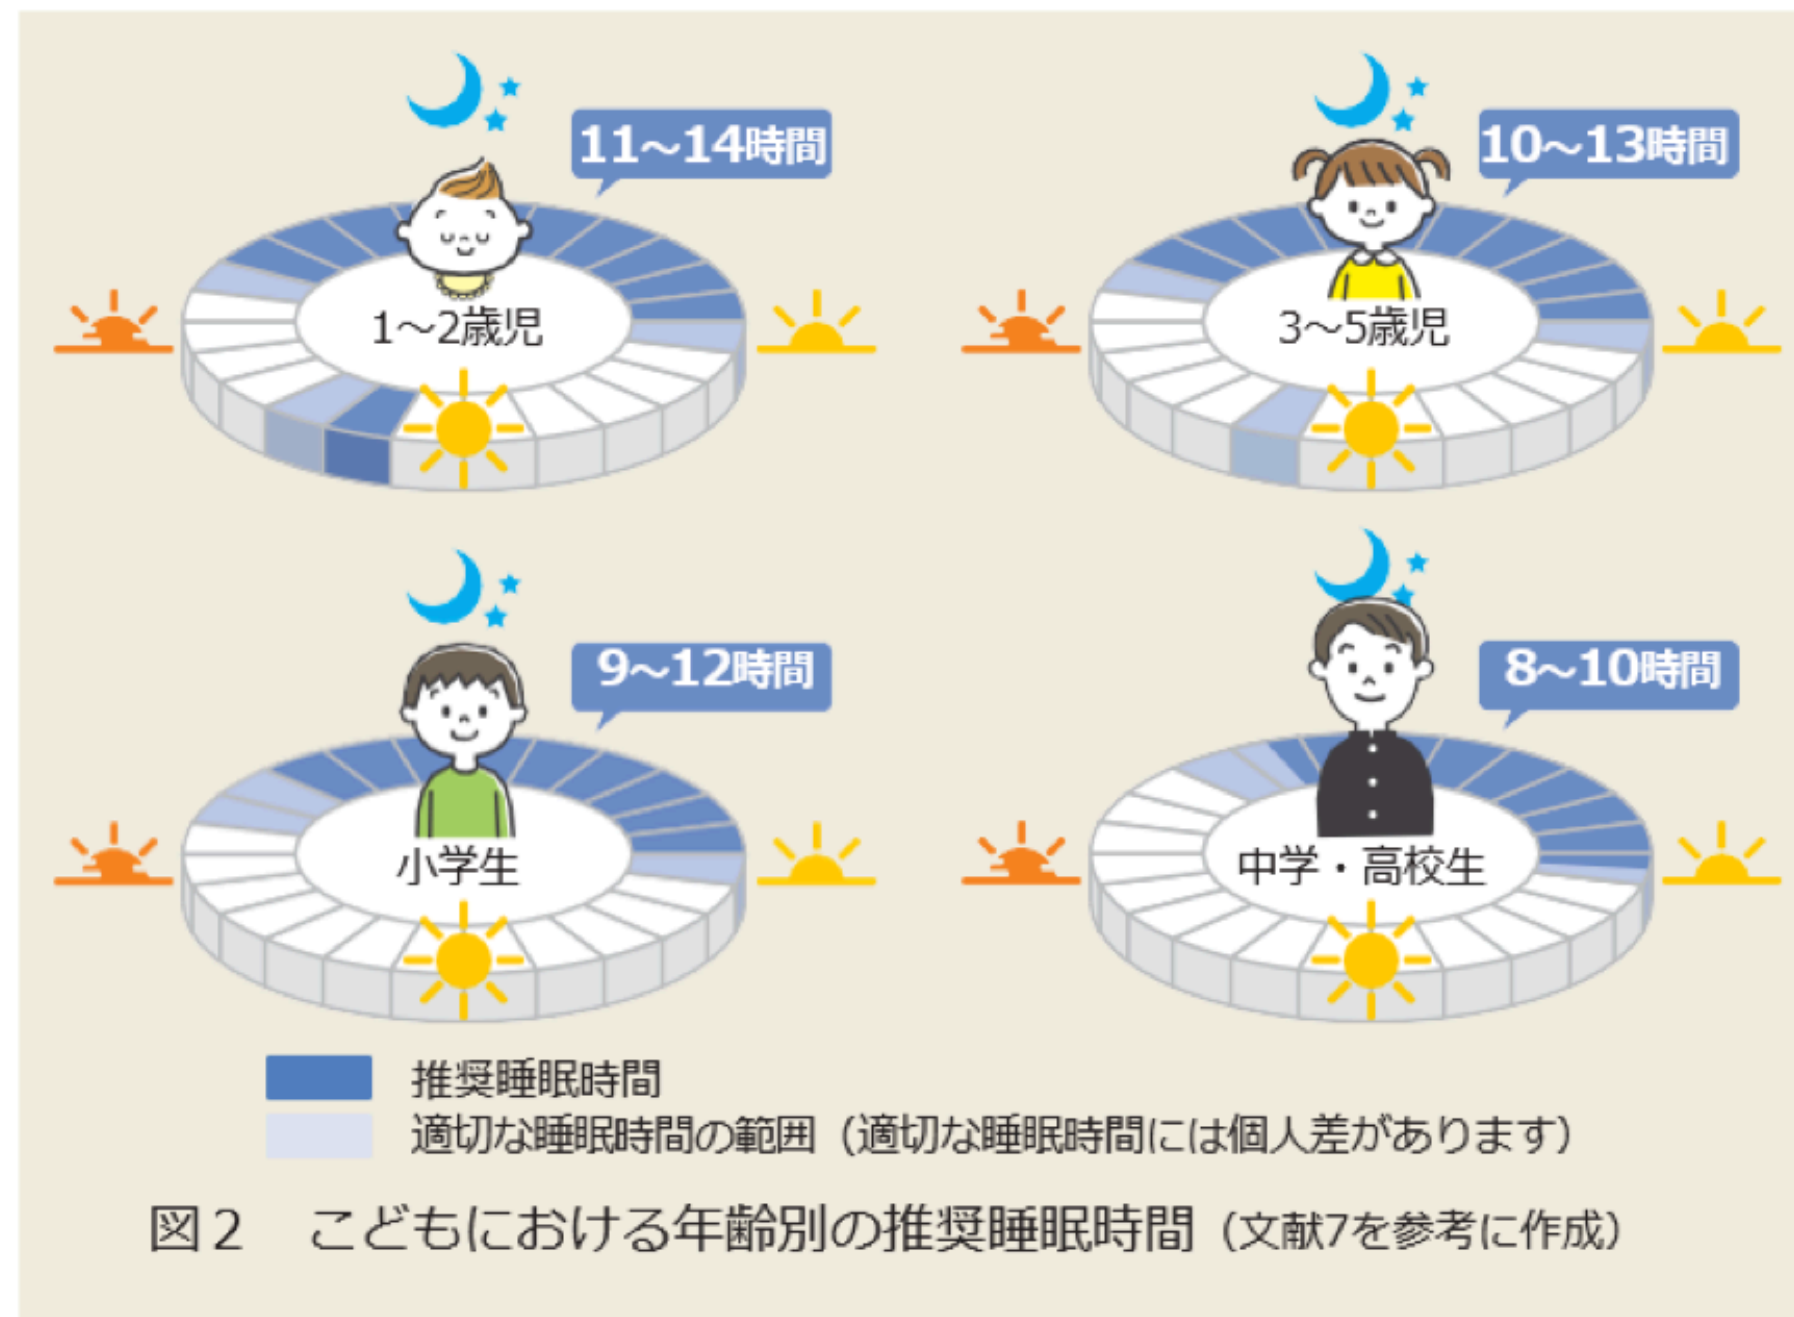 11～14時間
1～2歳児
10～13時間
3～5歳児
9～12時間
小学生
8～10時間
中学・高校生
推奨睡眠時間
適切な睡眠時間の範囲（適切な睡眠時間には個人差があります）
図２　こどもにおける年齢別の推奨睡眠時間（文献7を参考に作成）